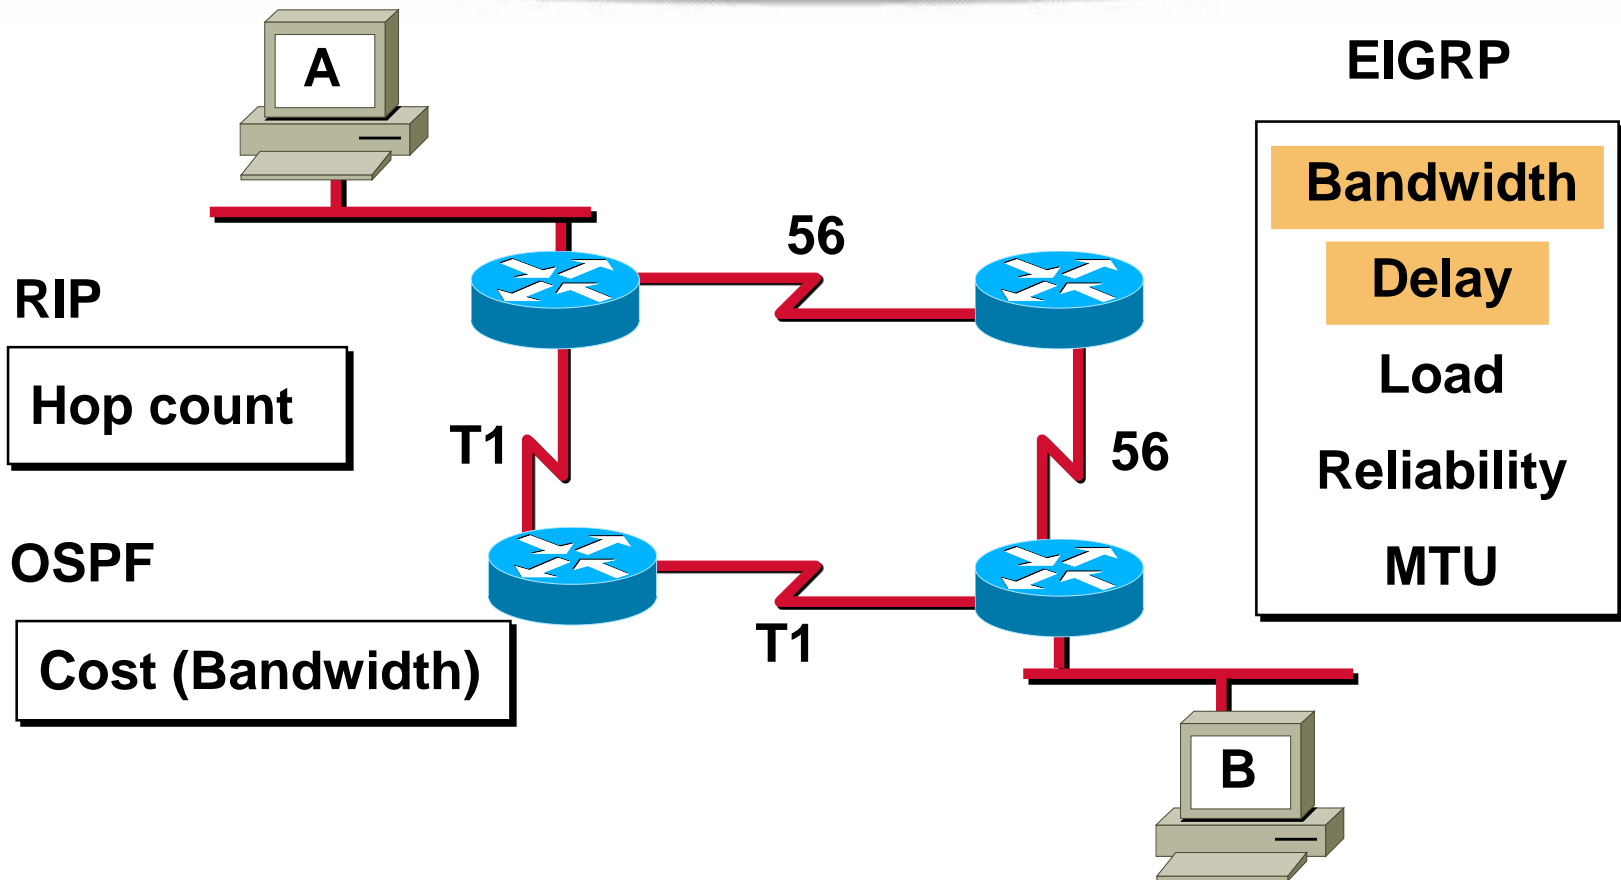 A
EIGRP
Bandwidth
Delay
Load
Reliability
MTU
56
RIP
Hop count
T1
56
OSPF
Cost (Bandwidth)
T1
B